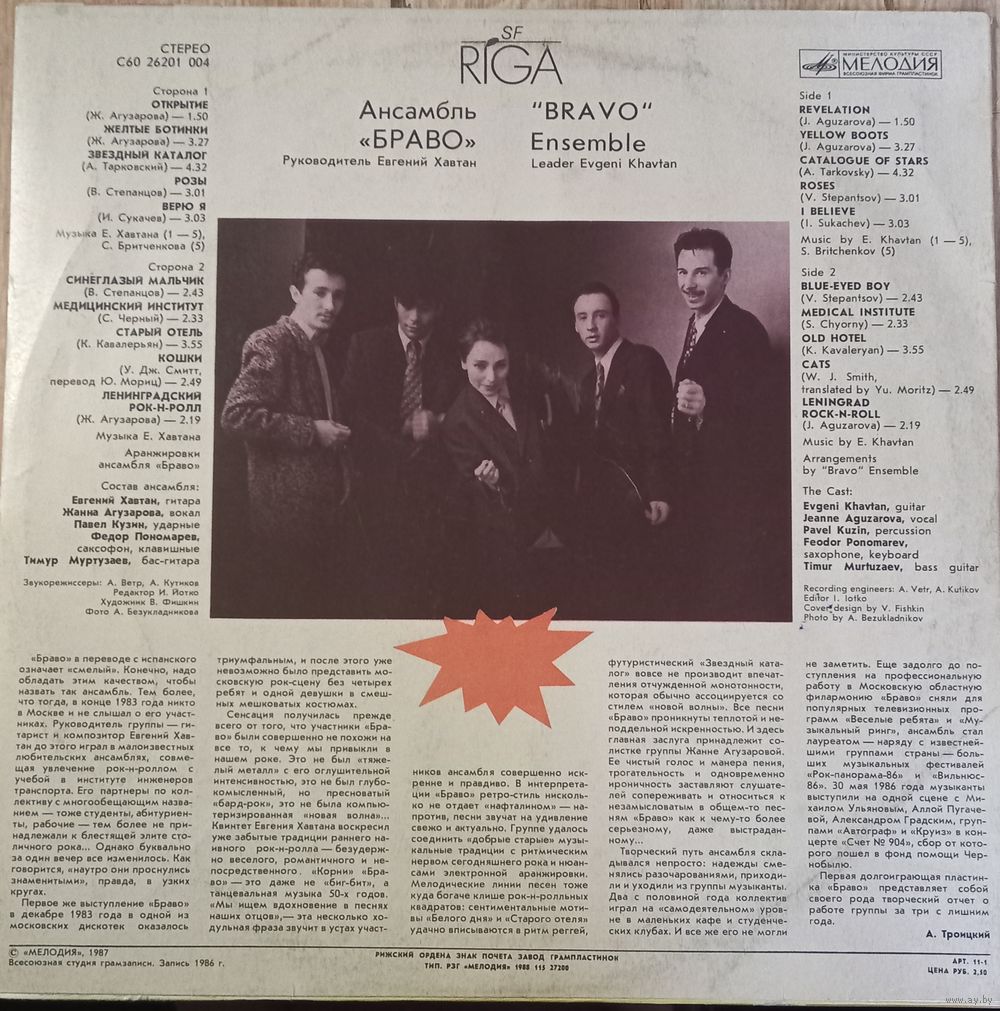 SF
RIGA
СТЕРЕО
С60 26201 004
Ансамбль
«БРАВО»
Руководитель Евгений Хавтан
"BRAVO"
Ensemble
Leader Evgeni Khavtan
МИНИСТЕРСТВО КУЛЬТУРЫ СССР
МЕЛОДИЯ
ВСЕСОЮЗНАЯ ФИРМА ГРАМПЛАСТИНОК
Сторона 1
ОТКРЫТИЕ
(Ж. Агузарова) — 1.50
ЖЕЛТЫЕ БОТИНКИ
(Ж. Агузарова) — 3.27
ЗВЕЗДНЫЙ КАТАЛОГ
(А. Тарковский) — 4.32
РОЗЫ
(В. Степанцов) — 3.01
ВЕРЮ Я
(И. Сукачев) — 3.03
Музыка Е. Хавтана (1 — 5),
С. Бритченкова (5)
Сторона 2
СИНЕГЛАЗЫЙ МАЛЬЧИК
(В. Степанцов) — 2.43
МЕДИЦИНСКИЙ ИНСТИТУТ
(С. Черный) — 2.33
СТАРЫЙ ОТЕЛЬ
(К. Кавалерьян) — 3.55
КОШКИ
(У. Дж. Смитт,
перевод Ю. Мориц) — 2.49
ЛЕНИНГРАДСКИЙ
РОК-Н-РОЛЛ
(Ж. Агузарова) — 2.19
Музыка Е. Хавтана
Аранжировки
ансамбля «Браво»
Состав ансамбля:
Евгений Хавтан, гитара
Жанна Агузарова, вокал
Павел Кузин, ударные
Федор Пономарев,
саксофон, клавишные
Тимур Муртузаев, бас-гитара
Звукорежиссеры: А. Ветр, А. Кутиков
Редактор И. Йотко
Художник В. Фишкин
Фото А. Безукладникова
Side 1
REVELATION
(J. Aguzarova) — 1.50
YELLOW BOOTS
(J. Aguzarova) — 3.27
CATALOGUE OF STARS
(A. Tarkovsky) — 4.32
ROSES
(V. Stepantsov) — 3.01
I BELIEVE
(I. Sukachev) — 3.03
Music by E. Khavtan (1 — 5),
S. Britchenkov (5)
Side 2
BLUE-EYED BOY
(V. Stepantsov) — 2.43
MEDICAL INSTITUTE
(S. Chyorny) — 2.33
OLD HOTEL
(K. Kavaleryan) — 3.55
CATS
(W. J. Smith,
translated by Yu. Moritz) — 2.49
LENINGRAD
ROCK-N-ROLL
(J. Aguzarova) — 2.19
Music by E. Khavtan
Arrangements
by "Bravo" Ensemble
The Cast:
Evgeni Khavtan, guitar
Jeanne Aguzarova, vocal
Pavel Kuzin, percussion
Feodor Ponomarev,
saxophone, keyboard
Timur Murtuzaev, bass guitar
Recording engineers: A. Vetr, A. Kutikov
Editor I. Iotko
Cover design by V. Fishkin
Photo by A. Bezukladnikov
«Браво» в переводе с испанского
означает «смелый». Конечно, надо
обладать этим качеством, чтобы
назвать так ансамбль. Тем более,
что тогда, в конце 1983 года никто
в Москве и не слышал о его участ-
никах. Руководитель группы — ги-
тарист и композитор Евгений Хав-
тан до этого играл в малоизвестных
любительских ансамблях, совме-
щая увлечение рок-н-роллом с
учебой в институте инженеров
транспорта. Его партнеры по кол-
лективу с многообещающим назва-
нием — тоже студенты, абитуриен-
ты, рабочие — тем более не при-
надлежали к блестящей элите сто-
личного рока... Однако буквально
за один вечер все изменилось. Как
говорится, «наутро они проснулись
знаменитыми», правда, в узких
кругах.
Первое же выступление «Браво»
в декабре 1983 года в одной из
московских дискотек оказалось
триумфальным, и после этого уже
невозможно было представить мо-
сковскую рок-сцену без четырех
ребят и одной девушки в смеш-
ных мешковатых костюмах.
Сенсация получилась прежде
всего от того, что участники «Бра-
во» были совершенно не похожи на
все то, к чему мы привыкли в
нашем роке. Это не был «тяже-
лый металл» с его оглушительной
интенсивностью, это не был глубо-
комысленный, но пресноватый
«бард-рок», это не была компью-
теризированная «новая волна»...
Квинтет Евгения Хавтана воскресил
уже забытые традиции раннего на-
ивного рок-н-ролла — безудерж-
но веселого, романтичного и не-
посредственного. «Корни» «Бра-
во» — это даже не «биг-бит», а
танцевальная музыка 50-х годов.
«Мы ищем вдохновение в песнях
наших отцов»,— эта несколько хо-
дульная фраза звучит в устах участ-
ников ансамбля совершенно иск-
ренне и правдиво. В интерпрета-
ции «Браво» ретро-стиль нисколь-
ко не отдает «нафталином» — на-
против, песни звучат на удивление
свежо и актуально. Группе удалось
соединить «добрые старые» музы-
кальные традиции с ритмическим
нервом сегодняшнего рока и нюан-
сами электронной аранжировки.
Мелодические линии песен тоже
куда богаче клише рок-н-ролльных
квадратов: сентиментальные моти-
вы «Белого дня» и «Старого отеля»
удачно вписываются в ритм реггей,
футуристический «Звездный ката-
лог» вовсе не производит впечат-
ления отчужденной монотонности,
которая обычно ассоциируется со
стилем «новой волны». Все песни
«Браво» проникнуты теплотой и не-
поддельной искренностью. И здесь
главная заслуга принадлежит со-
листке группы Жанне Агузаровой.
Ее чистый голос и манера пения,
трогательность и одновременно
ироничность заставляют слушате-
лей сопереживать и относиться к
незамысловатым в общем-то пес-
ням «Браво» как к чему-то более
серьезному, даже выстрадан-
ному...
Творческий путь ансамбля скла-
дывался непросто: надежды сме-
нялись разочарованиями, приходи-
ли и уходили из группы музыканты.
Два с половиной года коллектив
играл на «самодеятельном» уров-
не в маленьких кафе и студенче-
ских клубах. И все же его не могли
не заметить. Еще задолго до по-
ступления на профессиональную
работу в Московскую областную
филармонию «Браво» сняли для
популярных телевизионных про-
грамм «Веселые ребята» и «Му-
зыкальный ринг», ансамбль стал
лауреатом — наряду с известней-
шими группами страны — боль-
ших музыкальных фестивалей
«Рок-панорама-86» и «Вильнюс-
86». 30 мая 1986 года музыканты
выступили на одной сцене с Ми-
хаилом Ульяновым, Аллой Пугаче-
вой, Александром Градским, груп-
пами «Автограф» и «Круиз» в кон-
церте «Счет № 904», сбор от кото-
рого пошел в фонд помощи Чер-
нобылю.
Первая долгоиграющая пластин-
ка «Браво» представляет собой
своего рода творческий отчет о
работе группы за три с лишним
года.
А. Троицкий
© «МЕЛОДИЯ», 1987
Всесоюзная студия грамзаписи. Запись 1986 г.
РИЖСКИЙ ОРДЕНА ЗНАК ПОЧЕТА ЗАВОД ГРАМПЛАСТИНОК
ТИП. РЗГ «МЕЛОДИЯ» 1988 115 27200
АРТ. 11-1
ЦЕНА РУБ. 2,50
www.ay.by